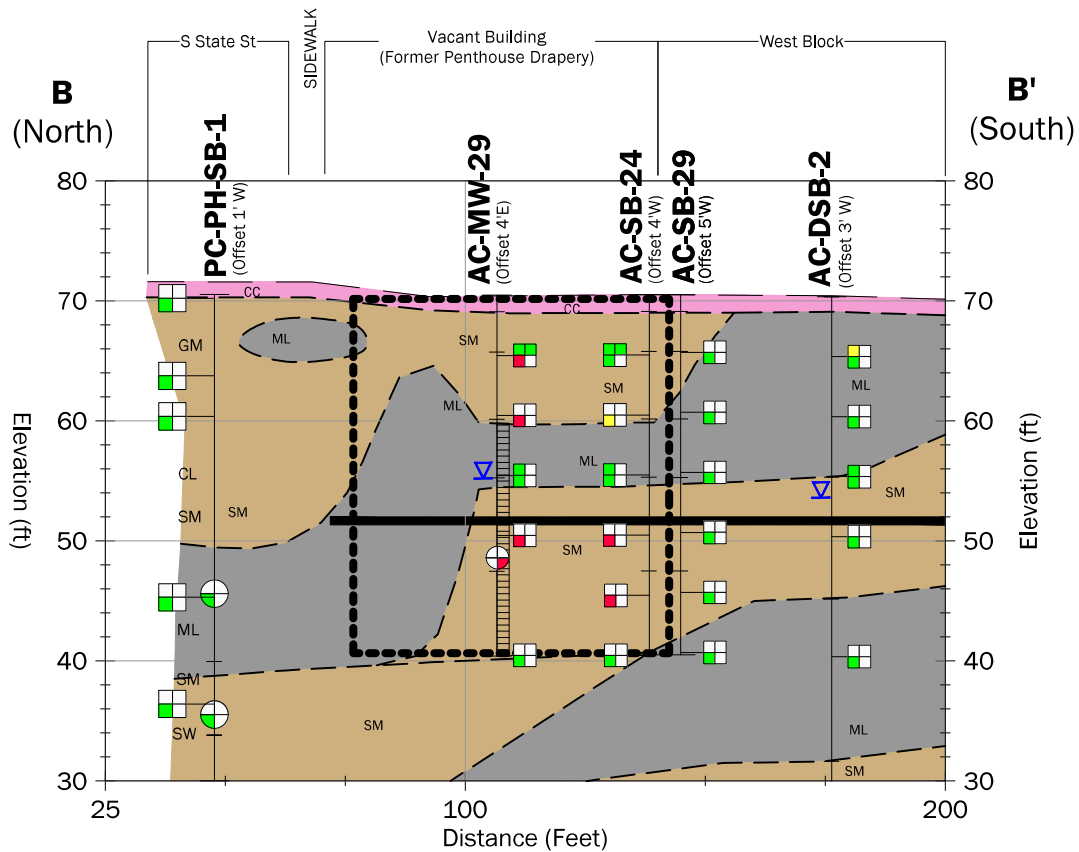 S State St
SIDEWALK
Vacant Building
(Former Penthouse Drapery)
West Block
B
(North)
B'
(South)
PC-PH-SB-1
(Offset 1' W)
AC-MW-29
(Offset 4'E)
AC-SB-24
(Offset 4'W)
AC-SB-29
(Offset 5'W)
AC-DSB-2
(Offset 3' W)
80
80
70
70
60
60
50
50
40
40
30
30
Elevation (ft)
Elevation (ft)
CC
CC
GM
ML
SM
SM
ML
ML
ML
CL
SM
SM
SM
SM
ML
SM
SW
SM
ML
SM
25
100
200
Distance (Feet)